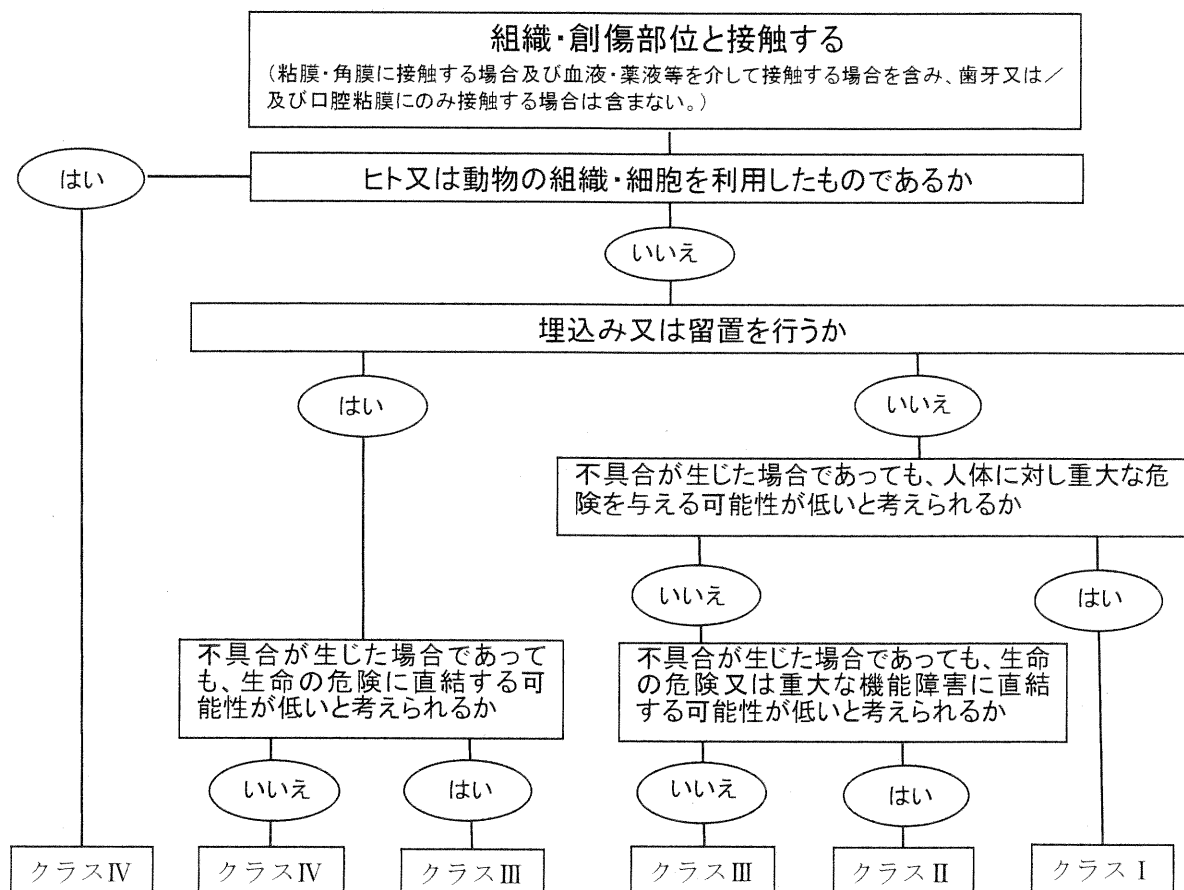 組織・創傷部位と接触する
（粘膜・角膜に接触する場合及び血液・薬液等を介して接触する場合を含み、歯牙又は／
及び口腔粘膜にのみ接触する場合は含まない。）
はい
ヒト又は動物の組織・細胞を利用したものであるか
いいえ
埋込み又は留置を行うか
はい
いいえ
不具合が生じた場合であっても、人体に対し重大な危
険を与える可能性が低いと考えられるか
いいえ
はい
不具合が生じた場合であって
も、生命の危険に直結する可
能性が低いと考えられるか
不具合が生じた場合であっても、生命
の危険又は重大な機能障害に直結
する可能性が低いと考えられるか
いいえ
はい
いいえ
はい
クラスⅣ
クラスⅣ
クラスⅢ
クラスⅢ
クラスⅡ
クラスⅠ